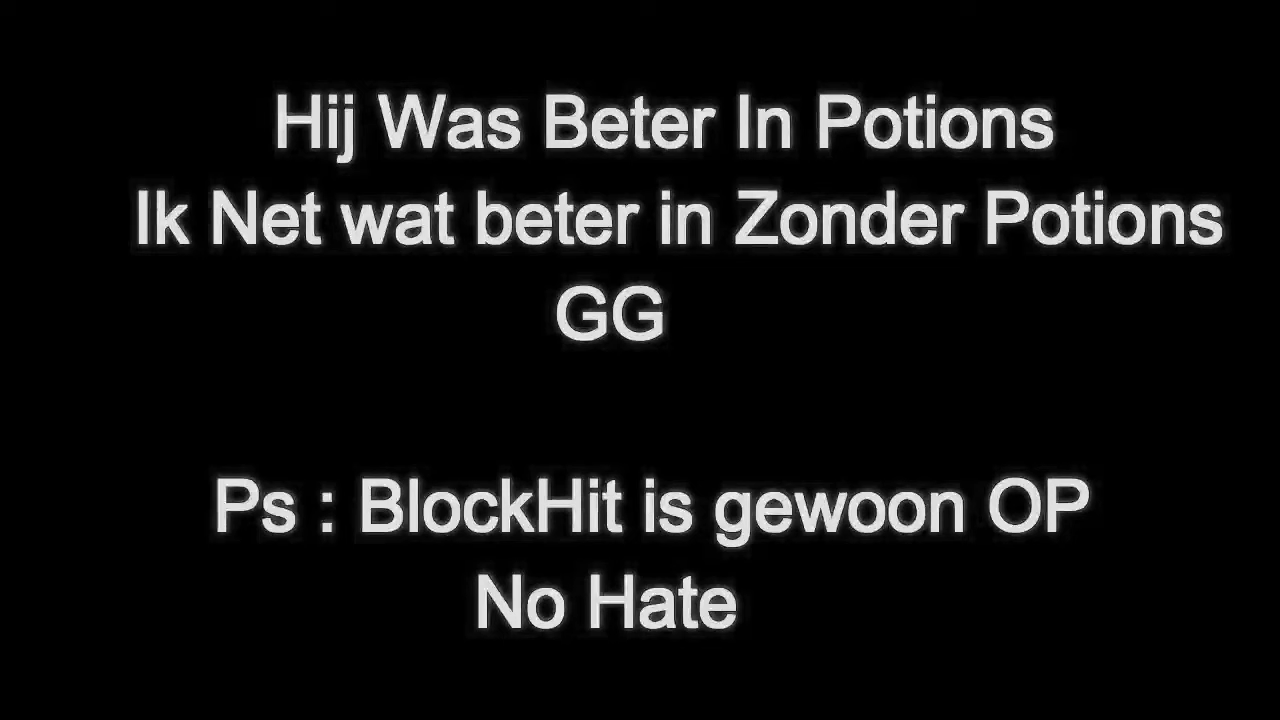 Hij Was Beter In Potions
Ik Net wat beter in Zonder Potions
GG
Ps : BlockHit is gewoon OP
No Hate